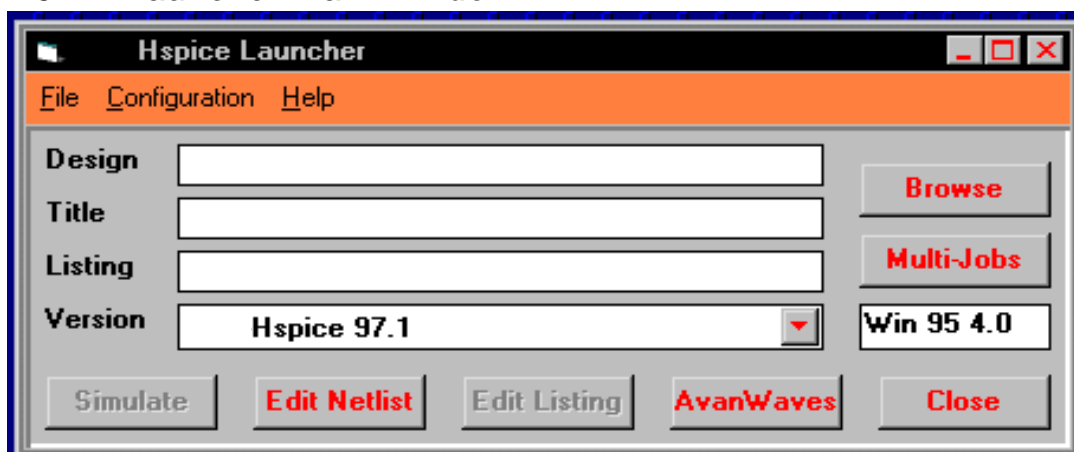 Hspice Launcher
File Configuration Help
Design
Browse
Title
Listing
Multi-Jobs
Version Hspice 97.1 Win 95 4.0
Simulate Edit Netlist Edit Listing AvanWaves Close